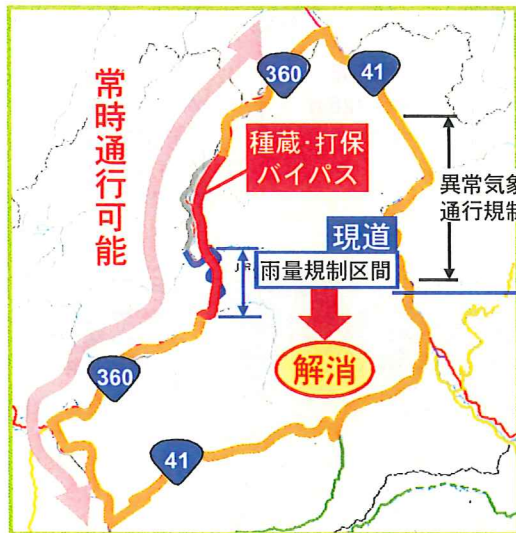 360
41
常時通行可能
種蔵・打保
バイパス
異常気象
通行規制
現道
雨量規制区間
解消
360
41